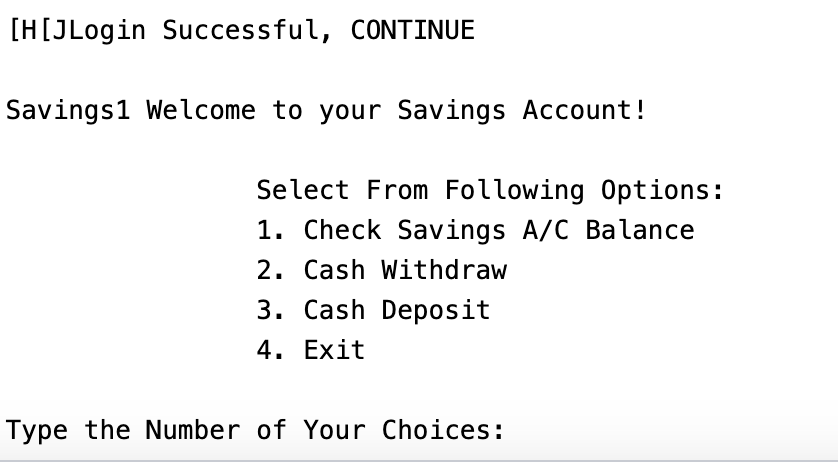 [H[JLogin Successful, CONTINUE
Savings1 Welcome to your Savings Account!
Select From Following Options:
1. Check Savings A/C Balance
2. Cash Withdraw
3. Cash Deposit
4. Exit
Type the Number of Your Choices: